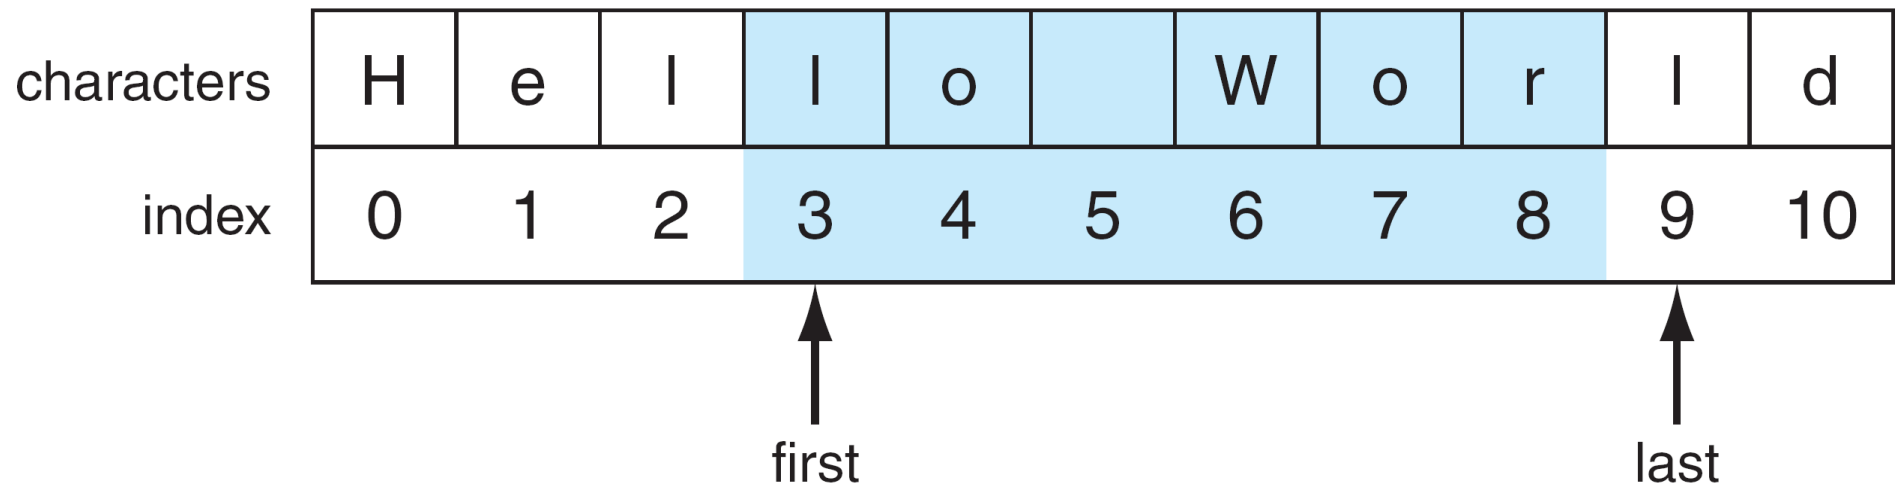 characters H e l l o W o r l d
index 0 1 2 3 4 5 6 7 8 9 10
first last